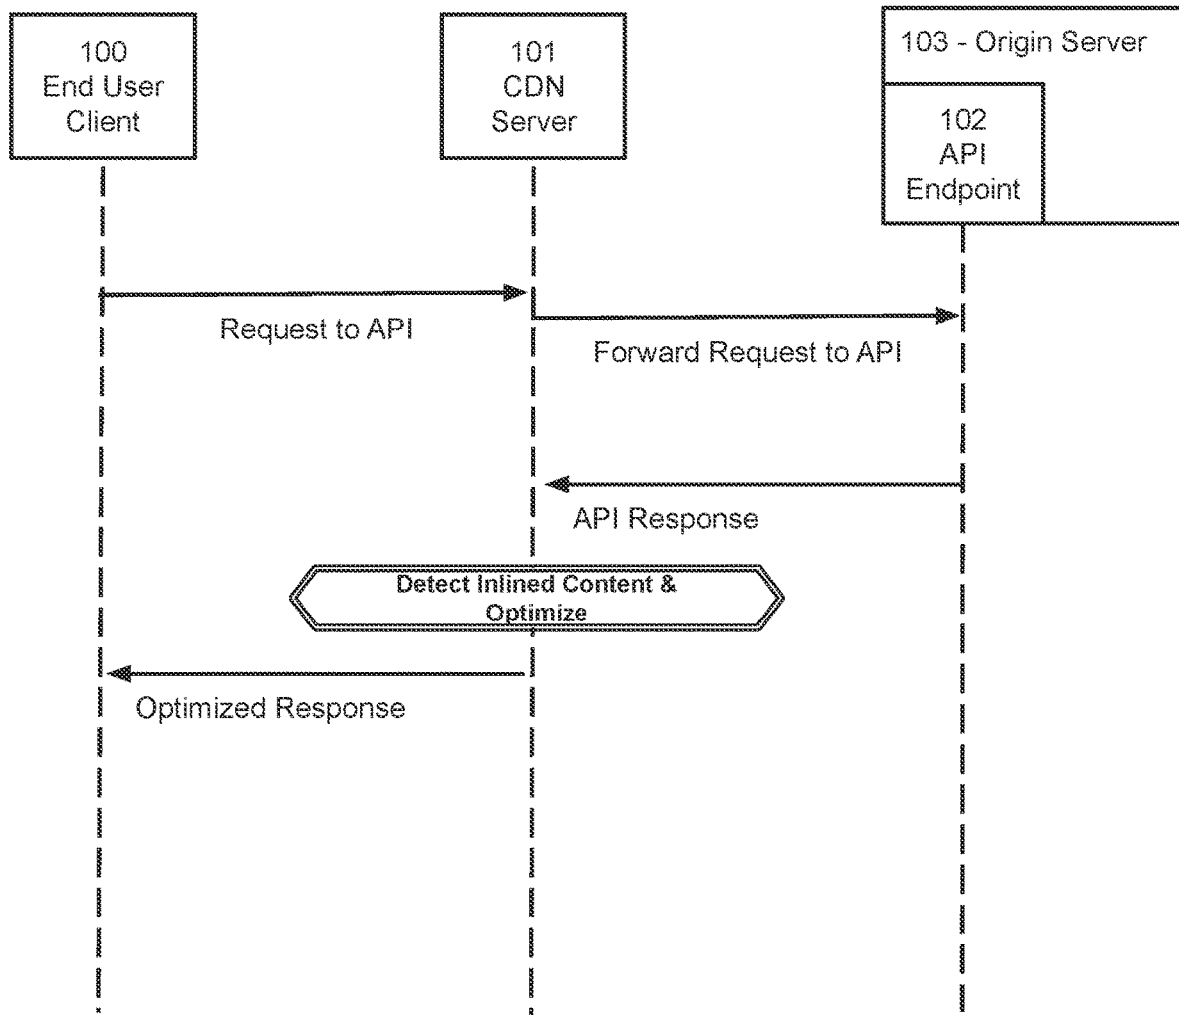 100
End User
Client
101
CDN
Server
103 - Origin Server
102
API
Endpoint
Request to API
Forward Request to API
API Response
Detect Inlined Content &
Optimize
Optimized Response